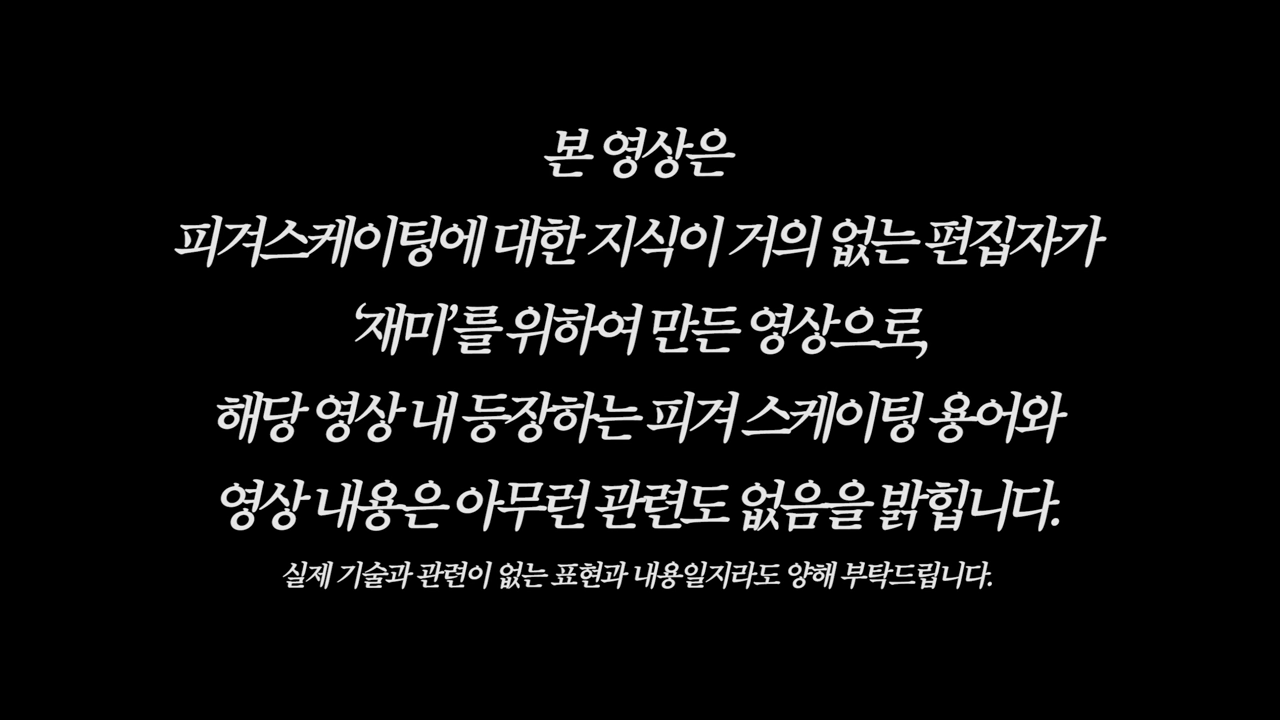 본 영상은
피겨스케이팅에 대한 지식이 거의 없는 편집자가
‘재미’를 위하여 만든 영상으로,
해당 영상 내 등장하는 피겨 스케이팅 용어와
영상 내용은 아무런 관련도 없음을 밝힙니다.
실제 기술과 관련이 없는 표현과 내용일지라도 양해 부탁드립니다.